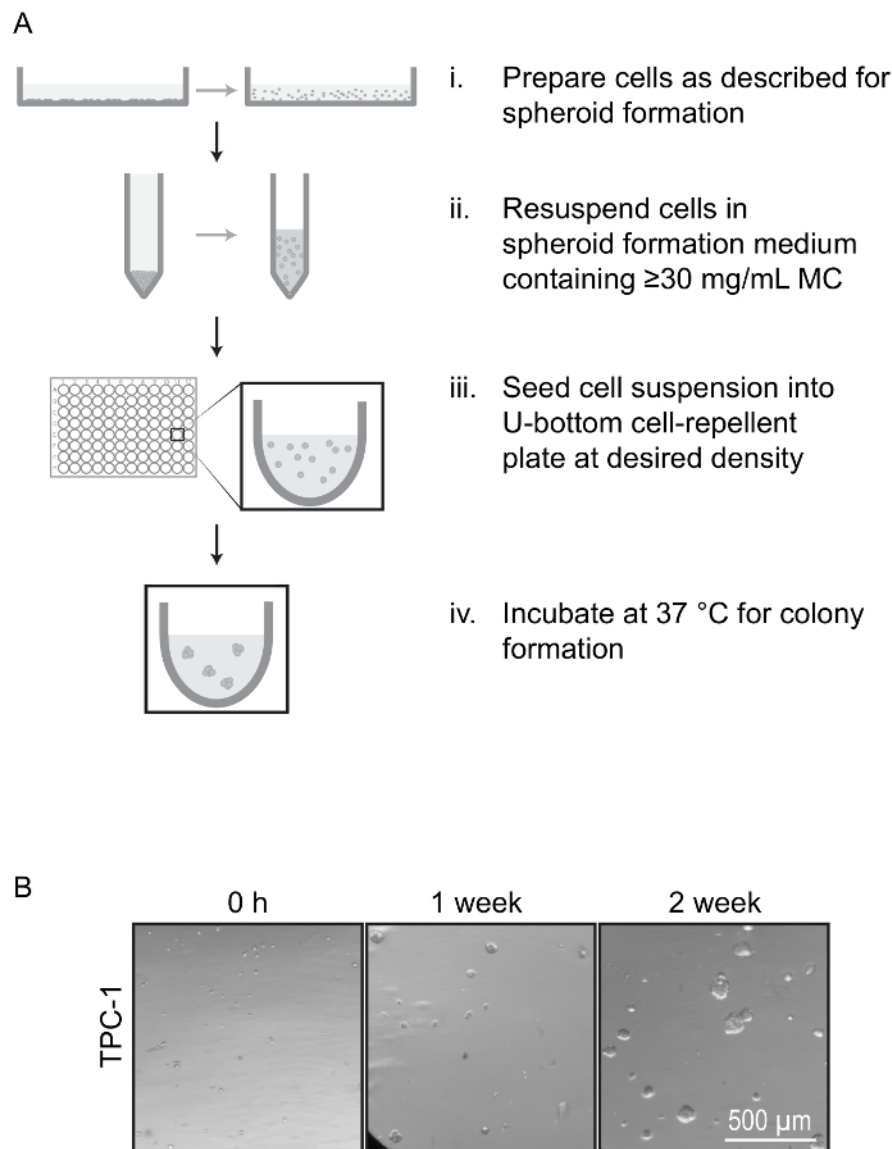 A
i. Prepare cells as described for
spheroid formation
ii. Resuspend cells in
spheroid formation medium
containing ≥30 mg/mL MC
iii. Seed cell suspension into
U-bottom cell-repellent
plate at desired density
iv. Incubate at 37 °C for colony
formation
B
0 h 1 week 2 week
TPC-1
500 µm